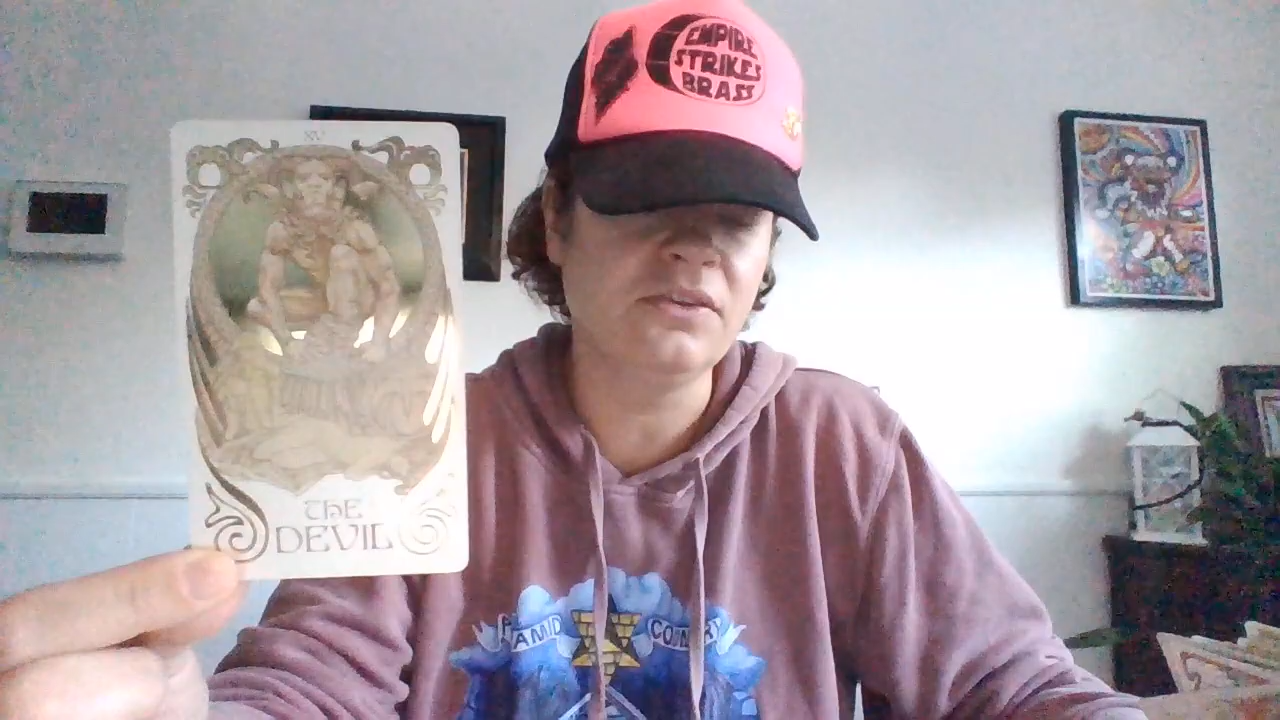 XV
THE
DEVIL
EMPIRE
STRIKES
BRASS